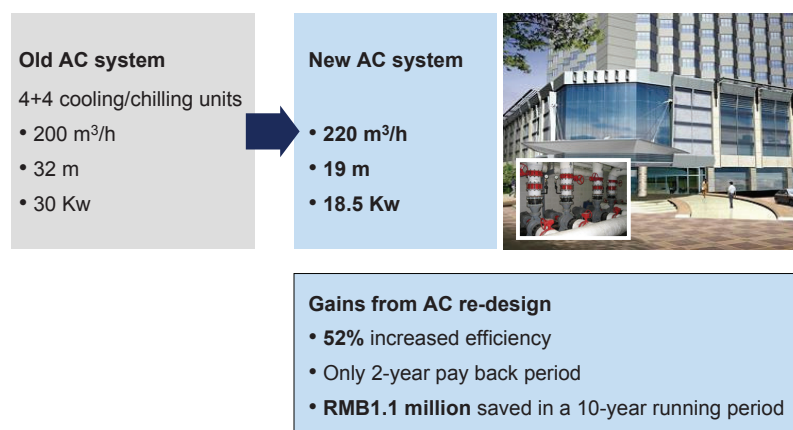 Old AC system
4+4 cooling/chilling units
• 200 m³/h
• 32 m
• 30 Kw
New AC system
• 220 m³/h
• 19 m
• 18.5 Kw
Gains from AC re-design
• 52% increased efficiency
• Only 2-year pay back period
• RMB1.1 million saved in a 10-year running period